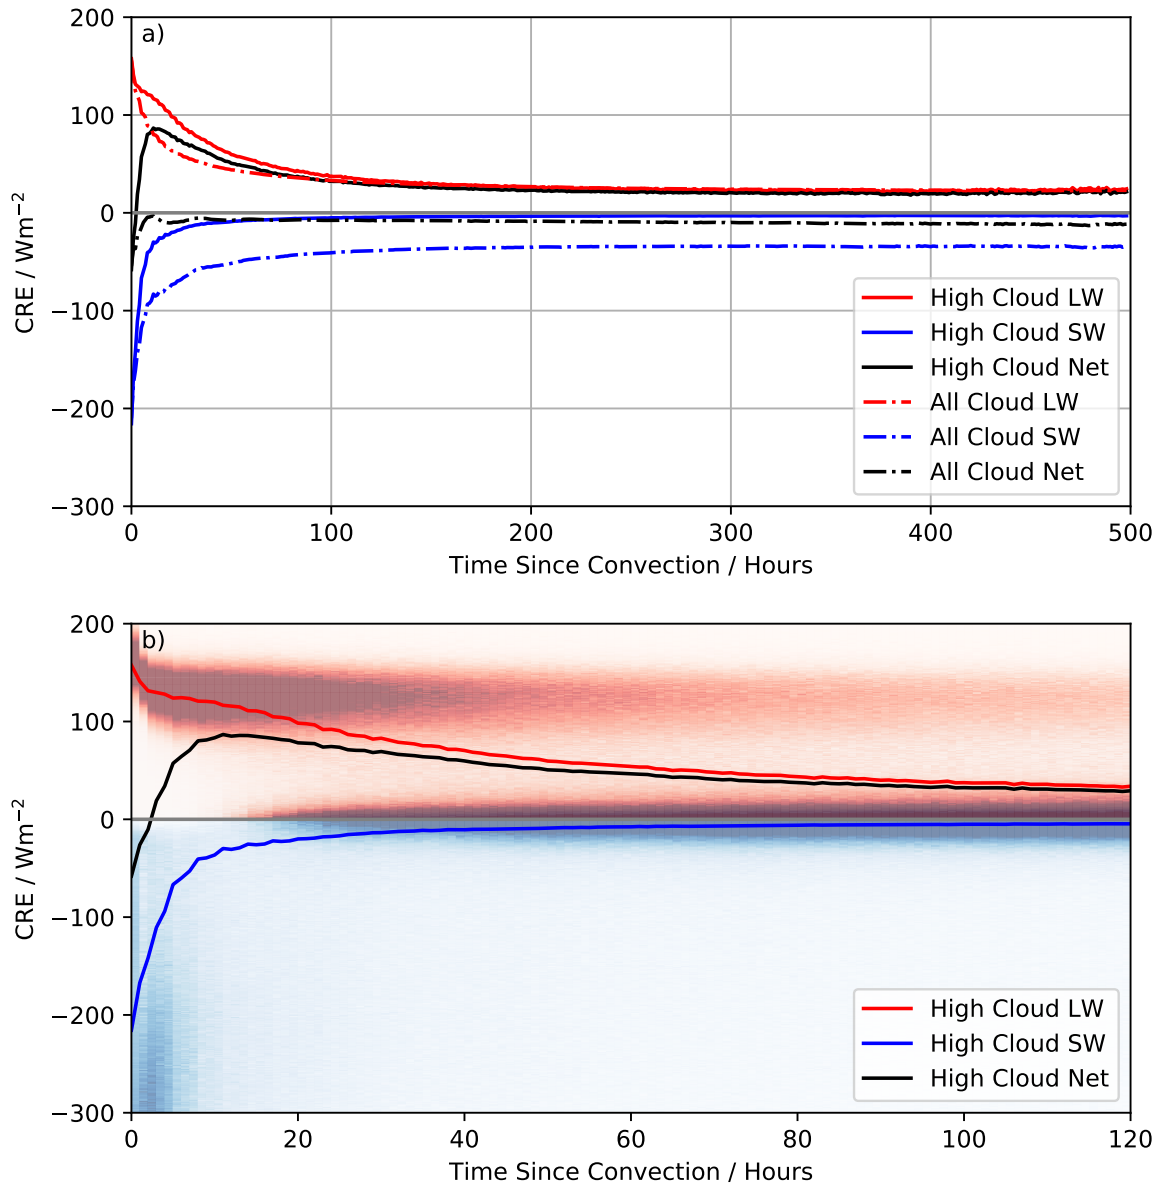 a)
200
100
0
−100
−200
−300
CRE / Wm⁻²
High Cloud LW
High Cloud SW
High Cloud Net
All Cloud LW
All Cloud SW
All Cloud Net
0 100 200 300 400 500
Time Since Convection / Hours
b)
200
100
0
−100
−200
−300
CRE / Wm⁻²
High Cloud LW
High Cloud SW
High Cloud Net
0 20 40 60 80 100 120
Time Since Convection / Hours